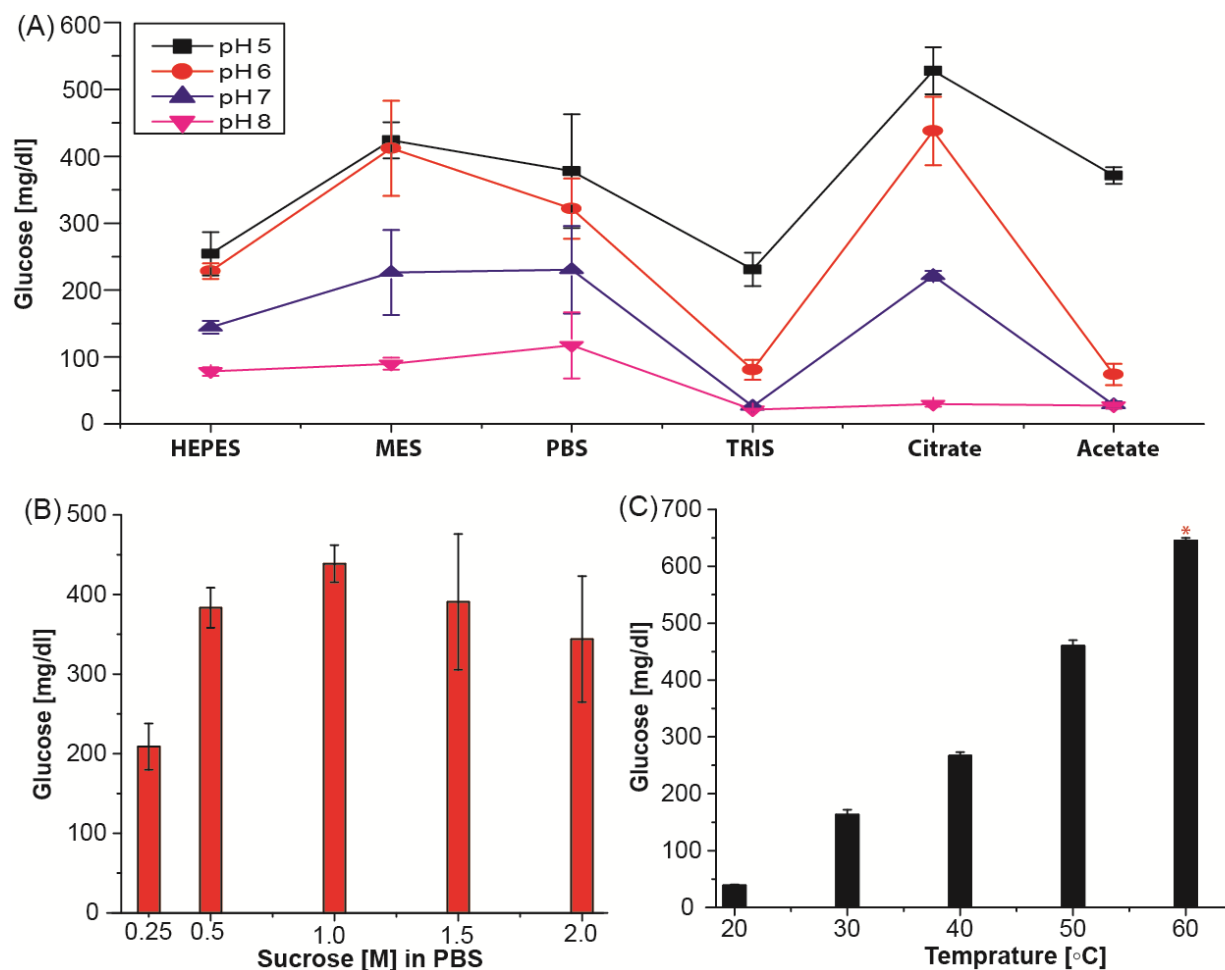 (A)
600
500
400
300
200
100
0
Glucose [mg/dl]
pH 5
pH 6
pH 7
pH 8
HEPES MES PBS TRIS Citrate Acetate
(B)
500
400
300
200
100
0
Glucose [mg/dl]
0.25 0.5 1.0 1.5 2.0
Sucrose [M] in PBS
(C)
700
600
500
400
300
200
100
0
Glucose [mg/dl]
*
20 30 40 50 60
Temprature [◦C]